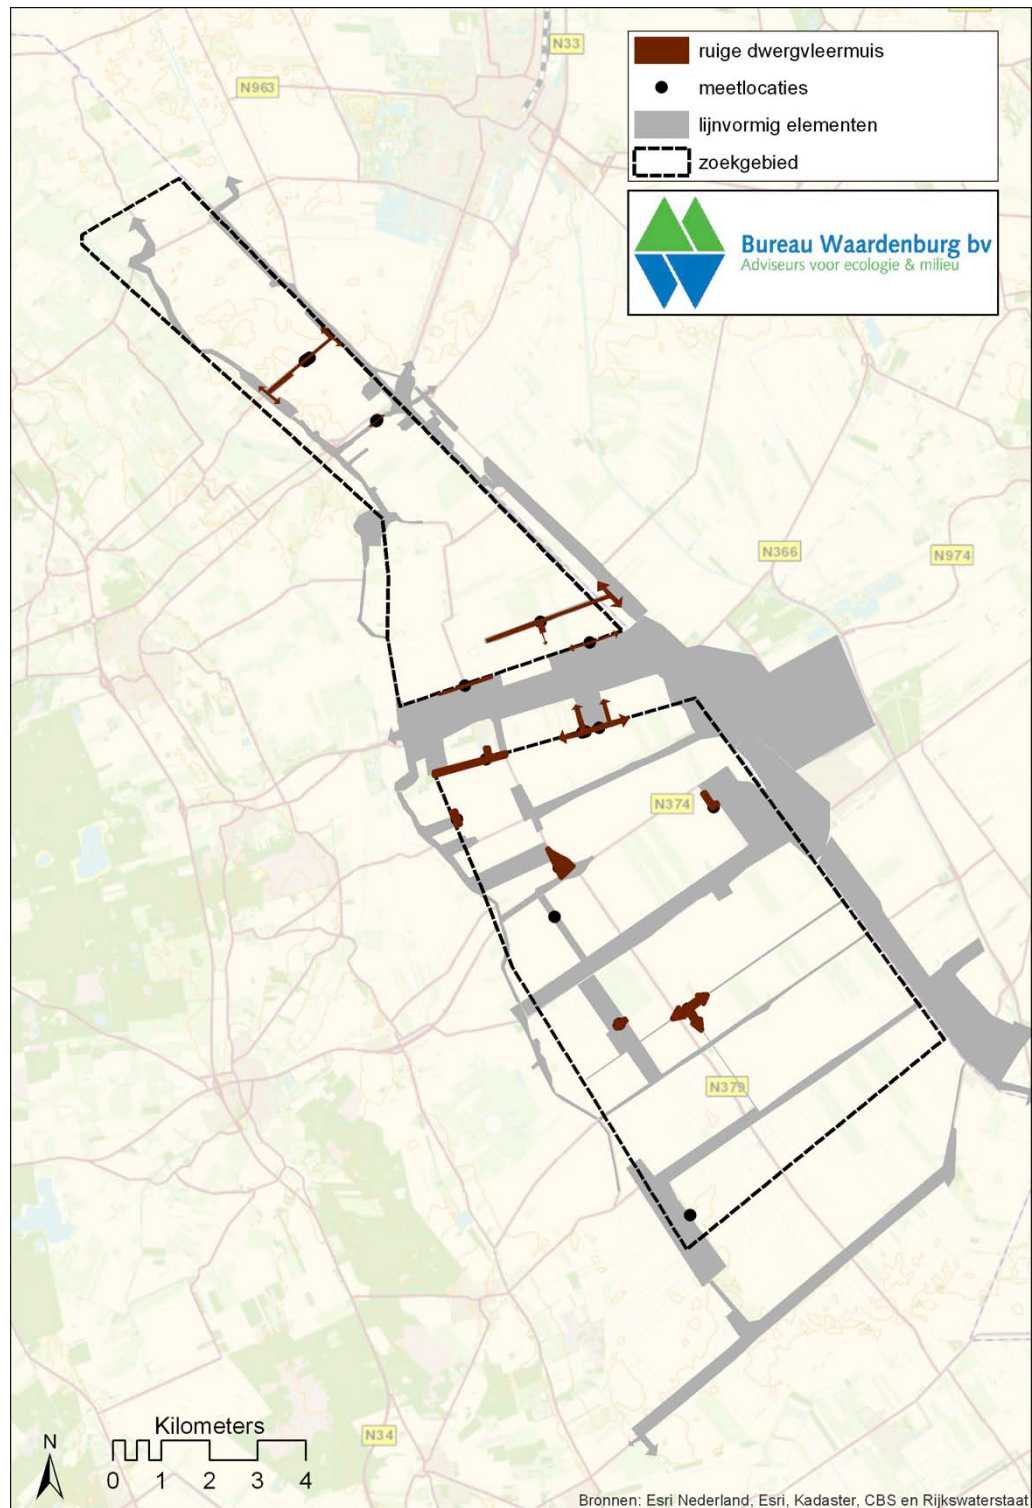 N33
N963
ruige dwergvleermuis
meetlocaties
lijnvormig elementen
zoekgebied
Bureau Waardenburg bv
Adviseurs voor ecologie & milieu
N366
N974
N374
N379
Kilometers
N
0 1 2 3 4
N34
Bronnen: Esri Nederland, Esri, Kadaster, CBS en Rijkswaterstaat